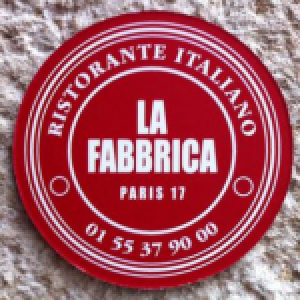 RISTORANTE ITALIANO
LA
FABBRICA
PARIS 17
01 55 37 90 00